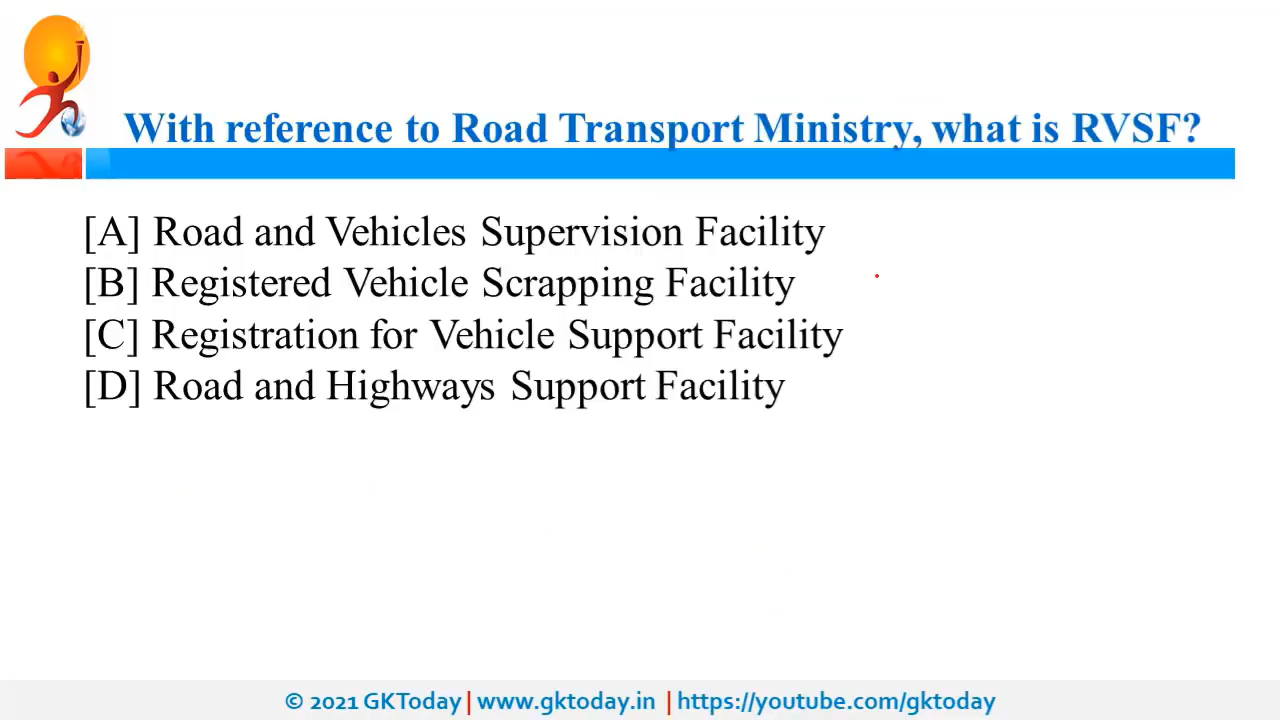 With reference to Road Transport Ministry, what is RVSF?
[A] Road and Vehicles Supervision Facility
[B] Registered Vehicle Scrapping Facility
[C] Registration for Vehicle Support Facility
[D] Road and Highways Support Facility
© 2021 GKToday | www.gktoday.in | https://youtube.com/gktoday